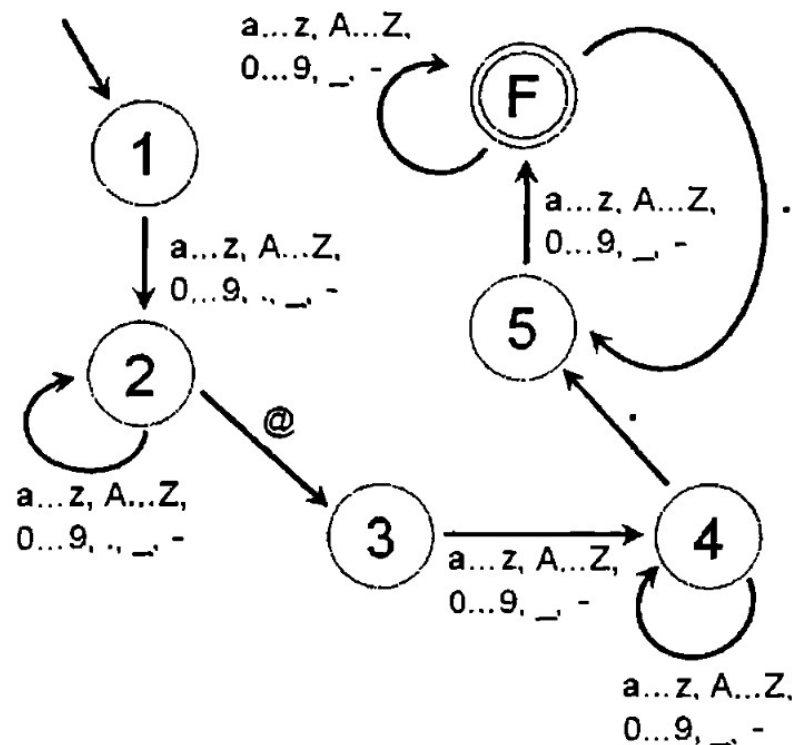 a...z, A...Z,
0...9, _, -
F
1
.
a...z, A...Z,
0...9, ., _, -
a...z, A...Z,
0...9, _, -
5
2
@
.
a...z, A...Z,
0...9, ., _, -
3
4
a...z, A...Z,
0...9, _, -
a...z, A...Z,
0...9, _, -